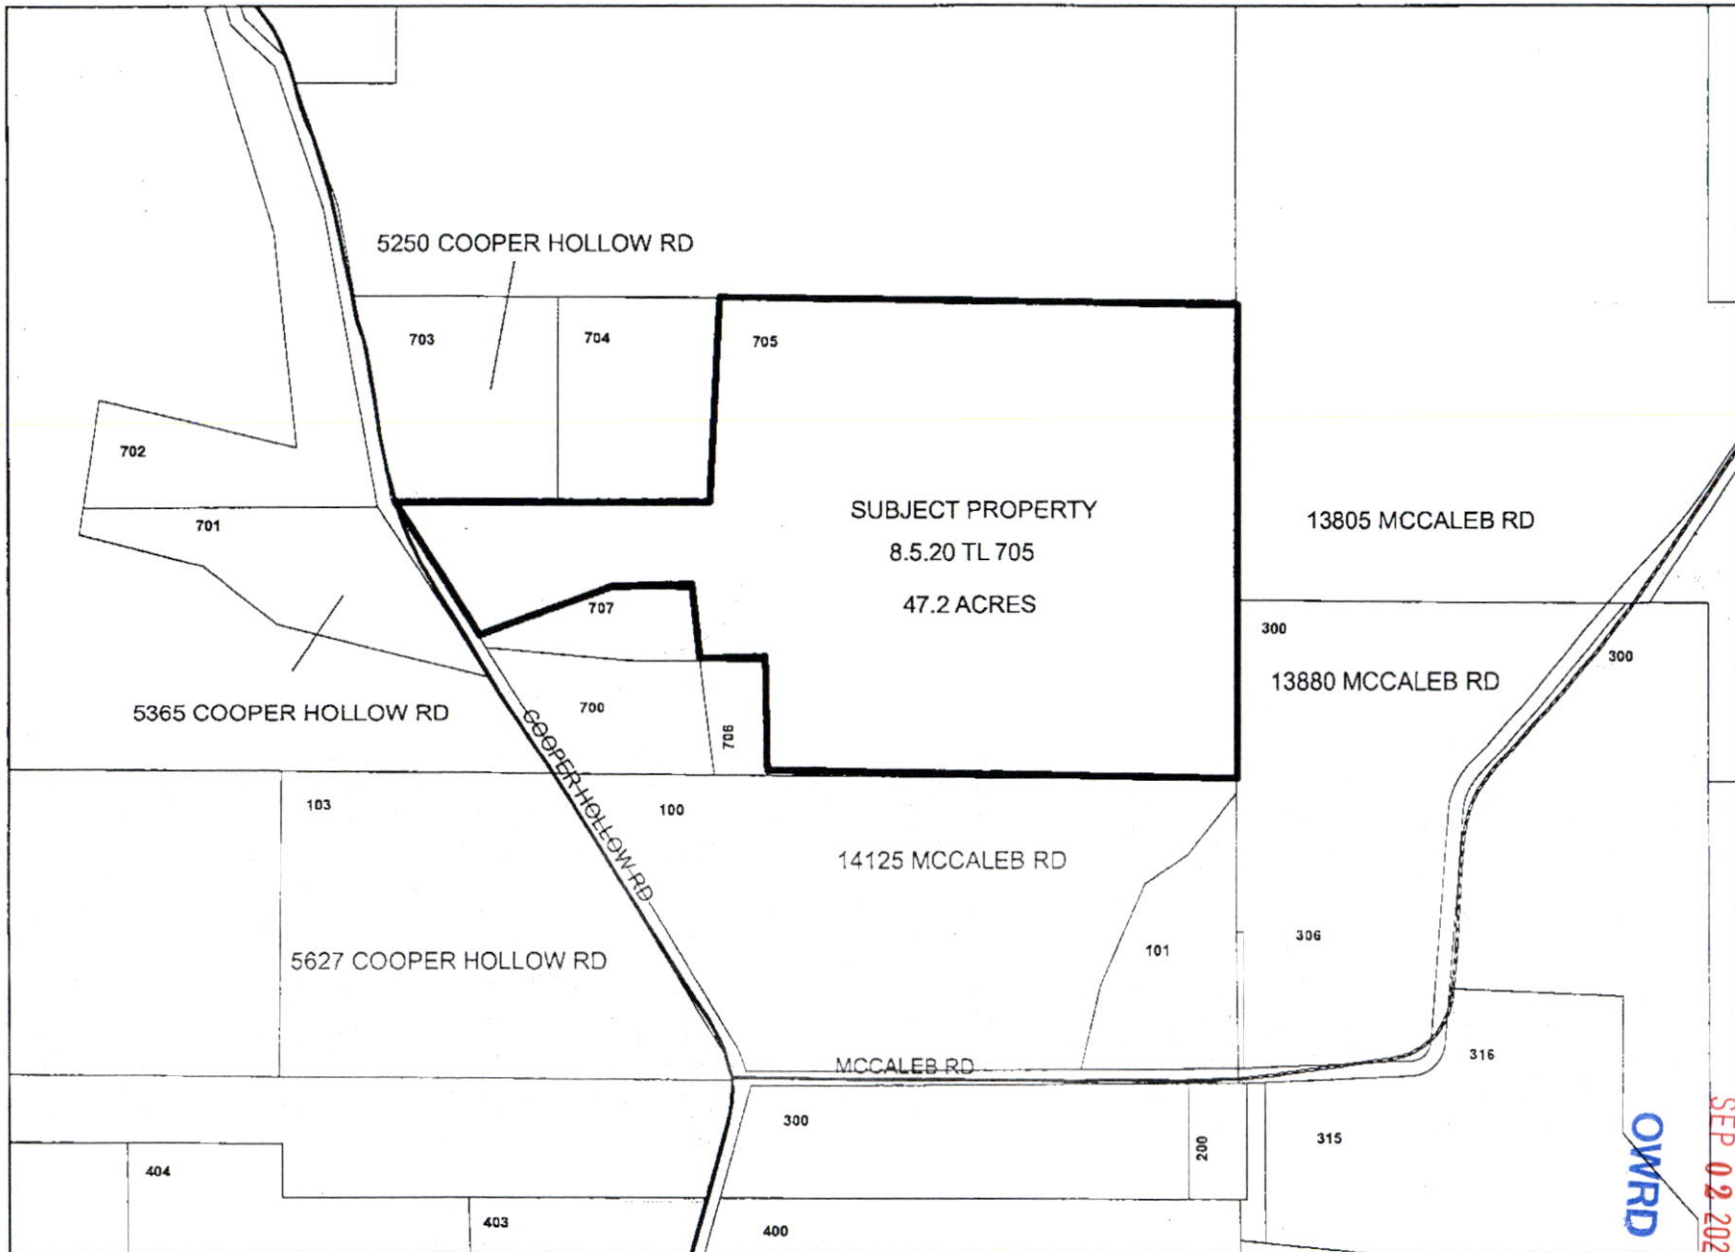 5250 COOPER HOLLOW RD
703
704
705
702
701
SUBJECT PROPERTY
8.5.20 TL 705
47.2 ACRES
13805 MCCALEB RD
707
300
300
13880 MCCALEB RD
5365 COOPER HOLLOW RD
700
706
COOPER HOLLOW RD
103
100
14125 MCCALEB RD
5627 COOPER HOLLOW RD
101
306
MCCALEB RD
316
300
200
315
404
403
400
OWRD
SEP 02 202